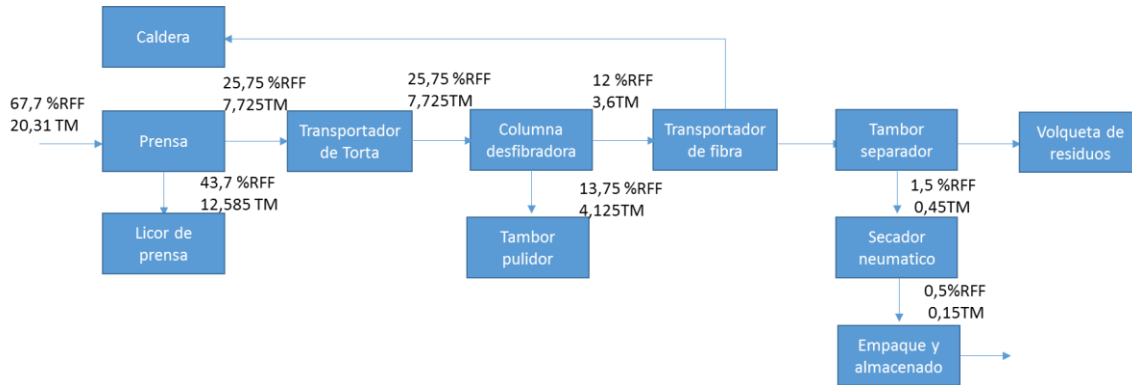 Caldera
67,7 %RFF
20,31 TM
25,75 %RFF
7,725TM
25,75 %RFF
7,725TM
12 %RFF
3,6TM
Prensa
Transportador
de Torta
Columna
desfibradora
Transportador
de fibra
Tambor
separador
Volqueta de
residuos
43,7 %RFF
12,585 TM
13,75 %RFF
4,125TM
1,5 %RFF
0,45TM
Licor de
prensa
Tambor
pulidor
Secador
neumatico
0,5%RFF
0,15TM
Empaque y
almacenado